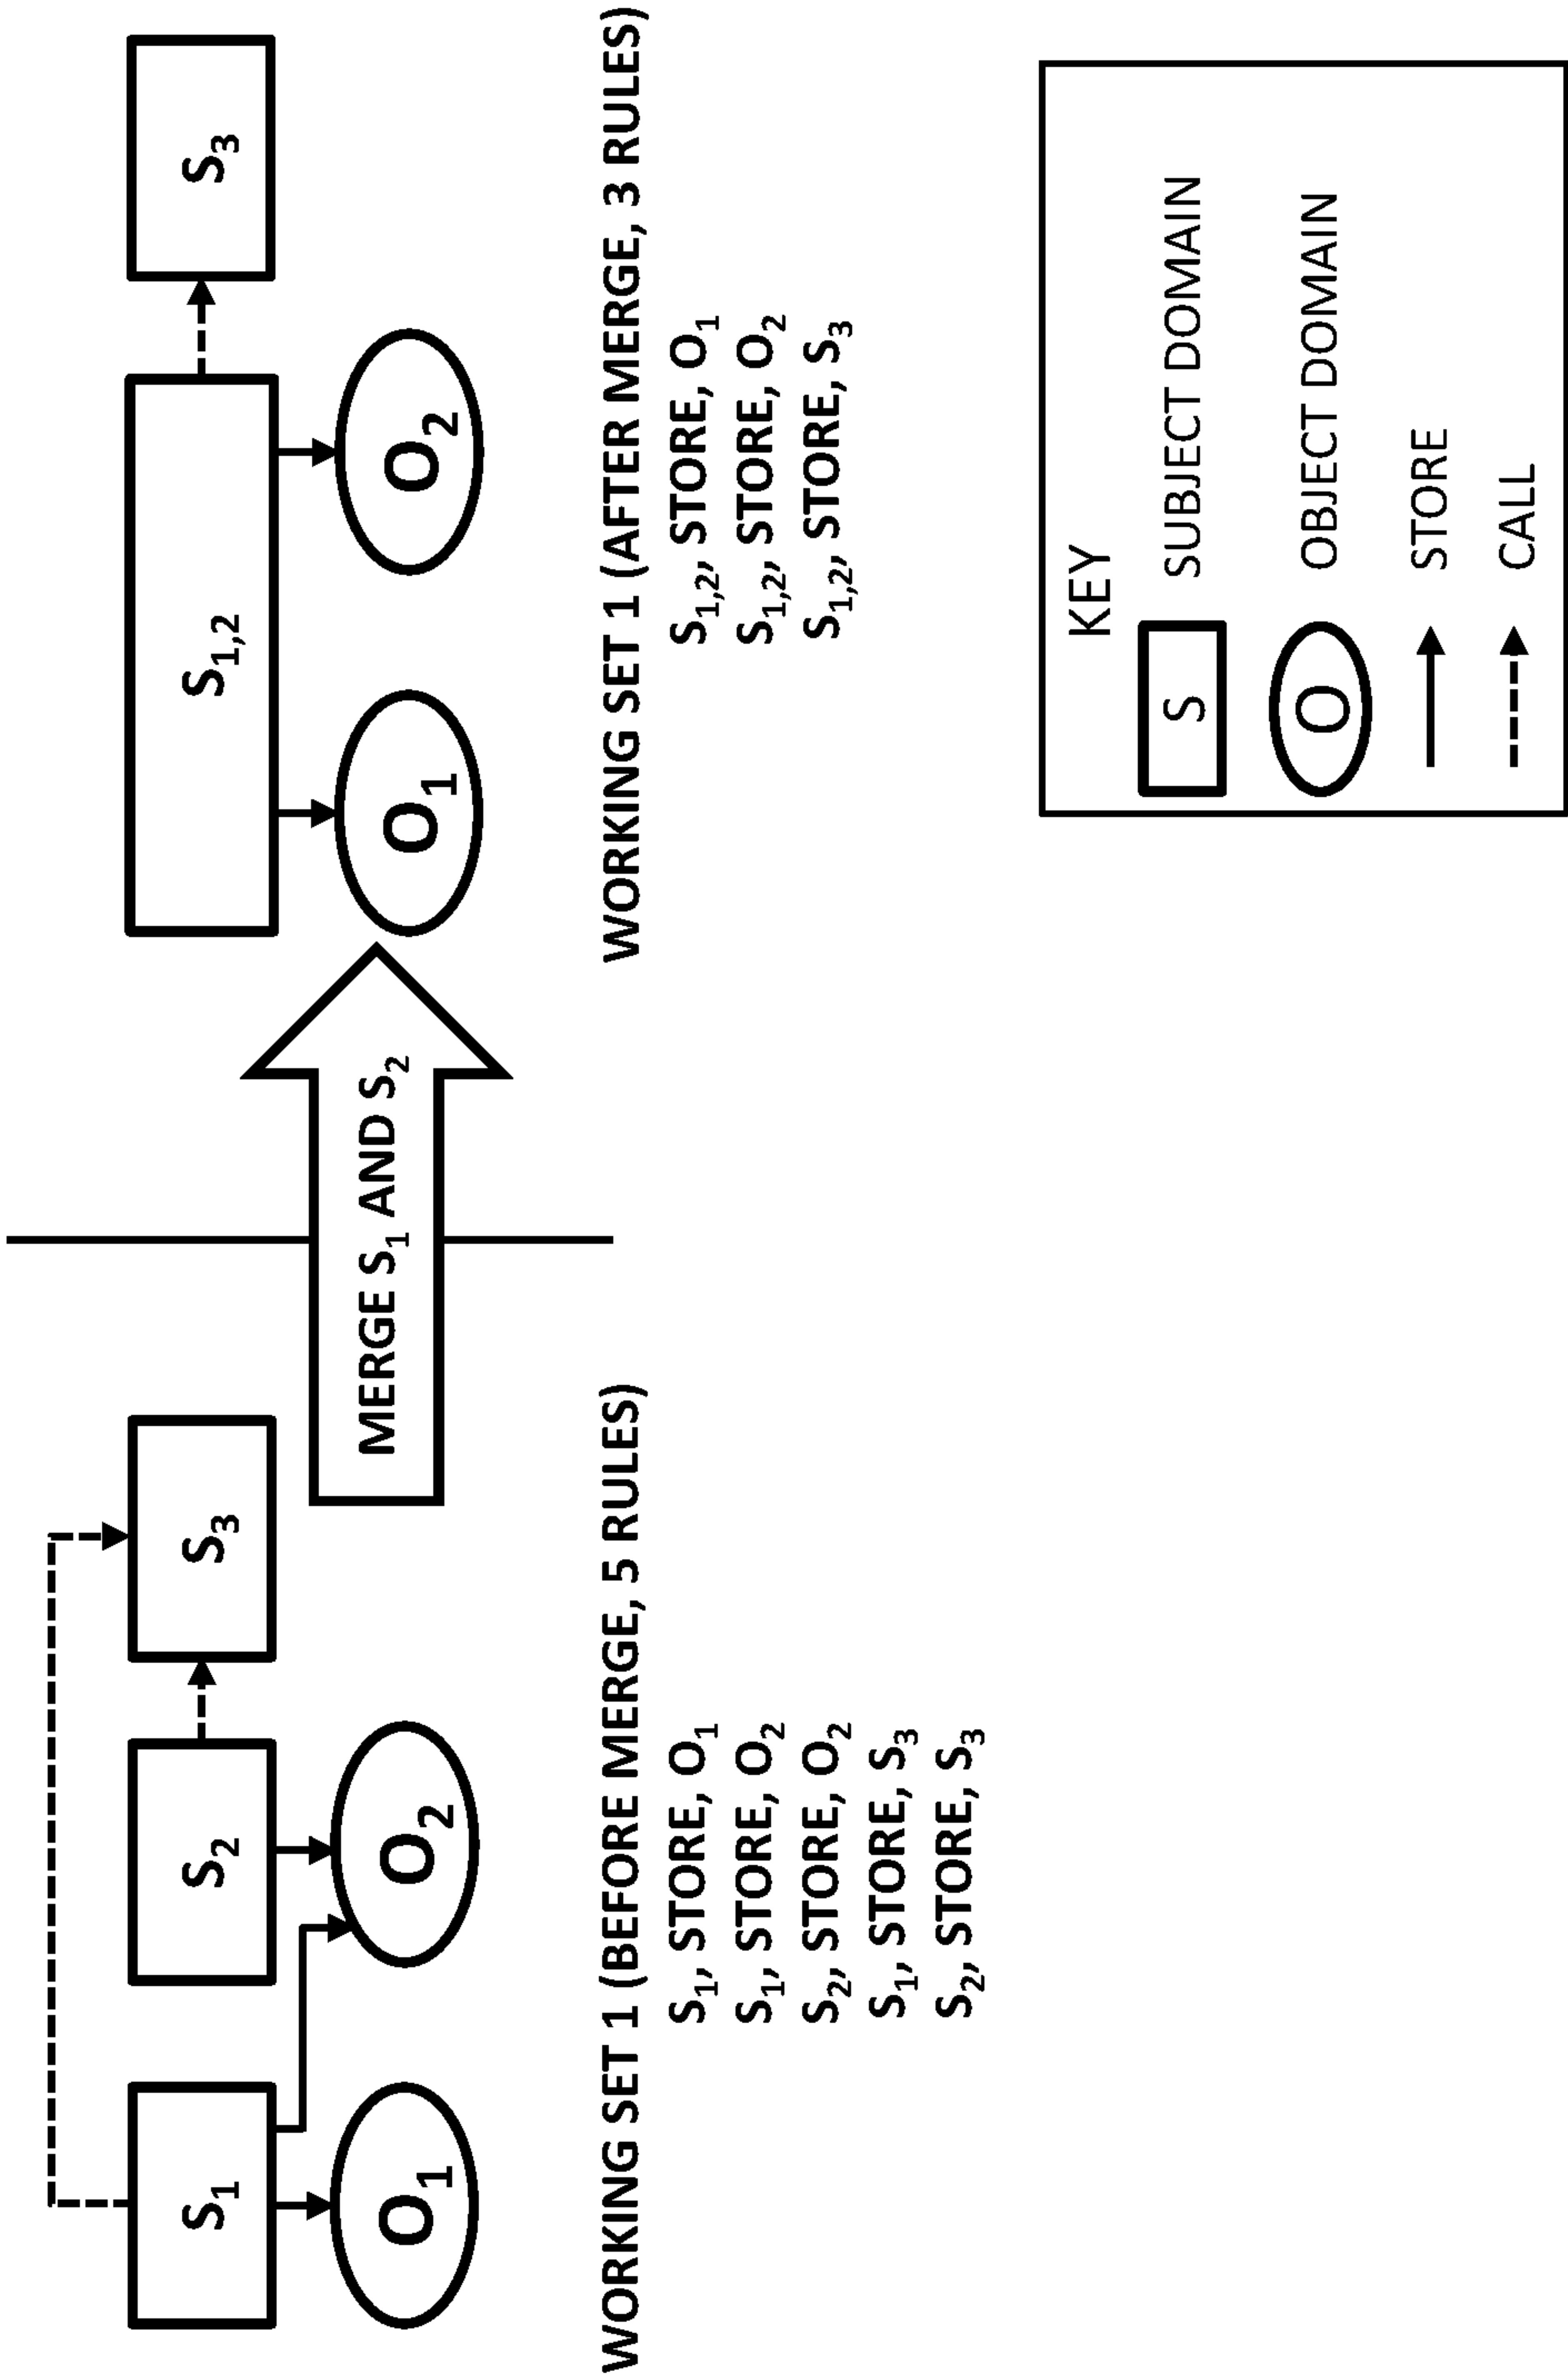 S1
S2
S3
O1
O2
WORKING SET 1 (BEFORE MERGE, 5 RULES)
S1, STORE, O1
S1, STORE, O2
S2, STORE, O2
S1, STORE, S3
S2, STORE, S3
MERGE S1 AND S2
S1,2
S3
O1
O2
WORKING SET 1 (AFTER MERGE, 3 RULES)
S1,2, STORE, O1
S1,2, STORE, O2
S1,2, STORE, S3
KEY
S SUBJECT DOMAIN
O OBJECT DOMAIN
STORE
CALL